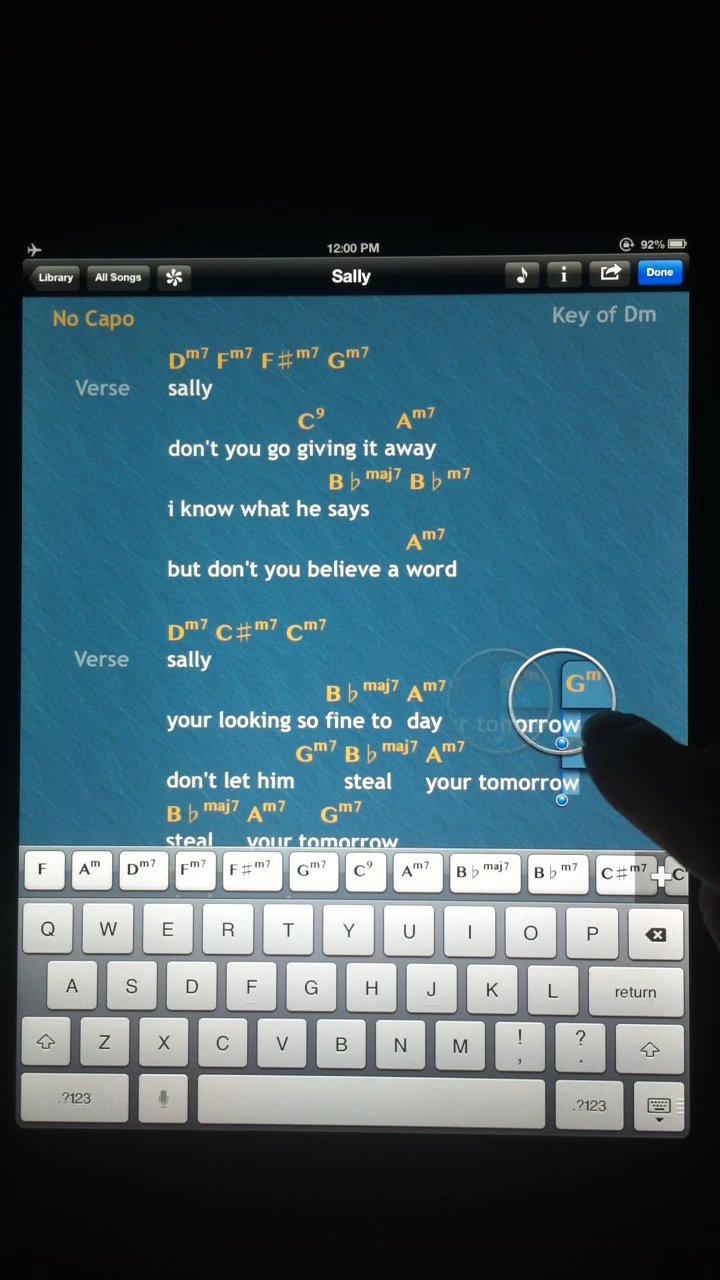 12:00 PM 92%
Library All Songs Sally i Done
No Capo Key of Dm
Dm7 Fm7 F♯m7 Gm7
Verse sally
C9 Am7
don't you go giving it away
B♭maj7 B♭m7
i know what he says
Am7
but don't you believe a word
Dm7 C♯m7 Cm7
Verse sally
B♭maj7 Am7 Gm
your looking so fine to day orrow
Gm7 B♭maj7 Am7
don't let him steal your tomorrow
B♭maj7 Am7 Gm7
steal your tomorrow
F Am Dm7 Fm7 F♯m7 Gm7 C9 Am7 B♭maj7 B♭m7 C♯m7 C
Q W E R T Y U I O P
A S D F G H J K L return
Z X C V B N M ! , ? .
.?123 .?123